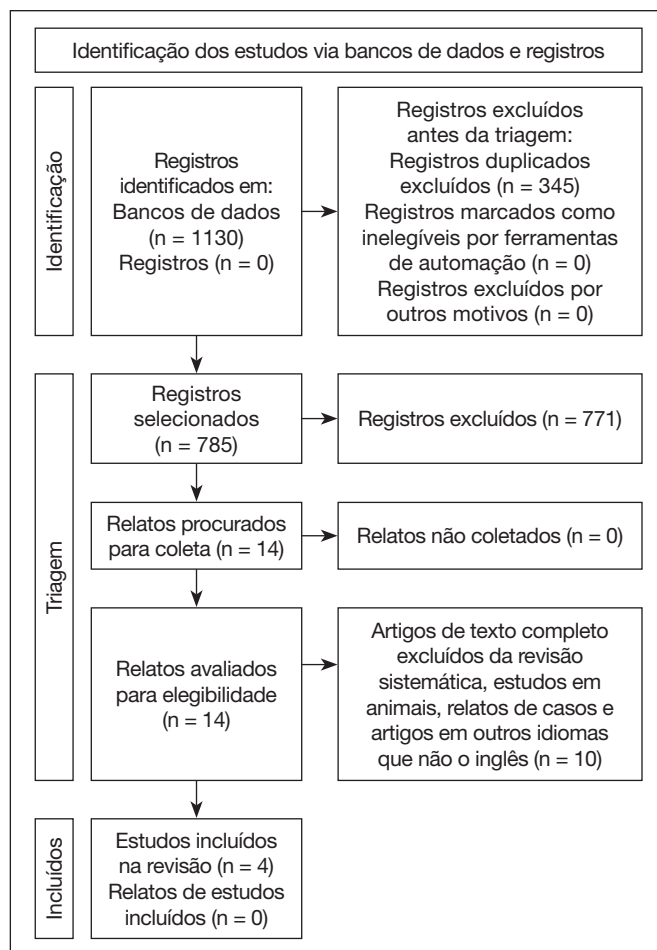 Identificação dos estudos via bancos de dados e registros
Identificação
Registros
identificados em:
Bancos de dados
(n = 1130)
Registros (n = 0)
Registros excluídos
antes da triagem:
Registros duplicados
excluídos (n = 345)
Registros marcados como
inelegíveis por ferramentas
de automação (n = 0)
Registros excluídos por
outros motivos (n = 0)
Triagem
Registros
selecionados
(n = 785)
Registros excluídos (n = 771)
Relatos procurados
para coleta (n = 14)
Relatos não coletados (n = 0)
Relatos avaliados
para elegibilidade
(n = 14)
Artigos de texto completo
excluídos da revisão
sistemática, estudos em
animais, relatos de casos e
artigos em outros idiomas
que não o inglês (n = 10)
Incluídos
Estudos incluídos
na revisão (n = 4)
Relatos de estudos
incluídos (n = 0)